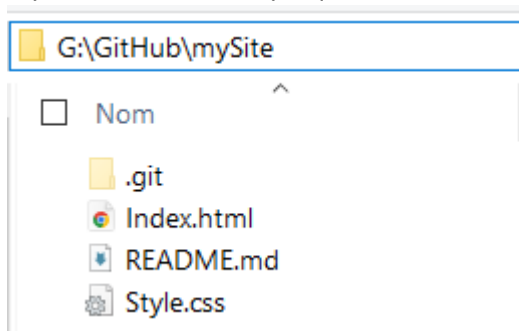 G:\GitHub\mySite
Nom
.git
Index.html
README.md
Style.css